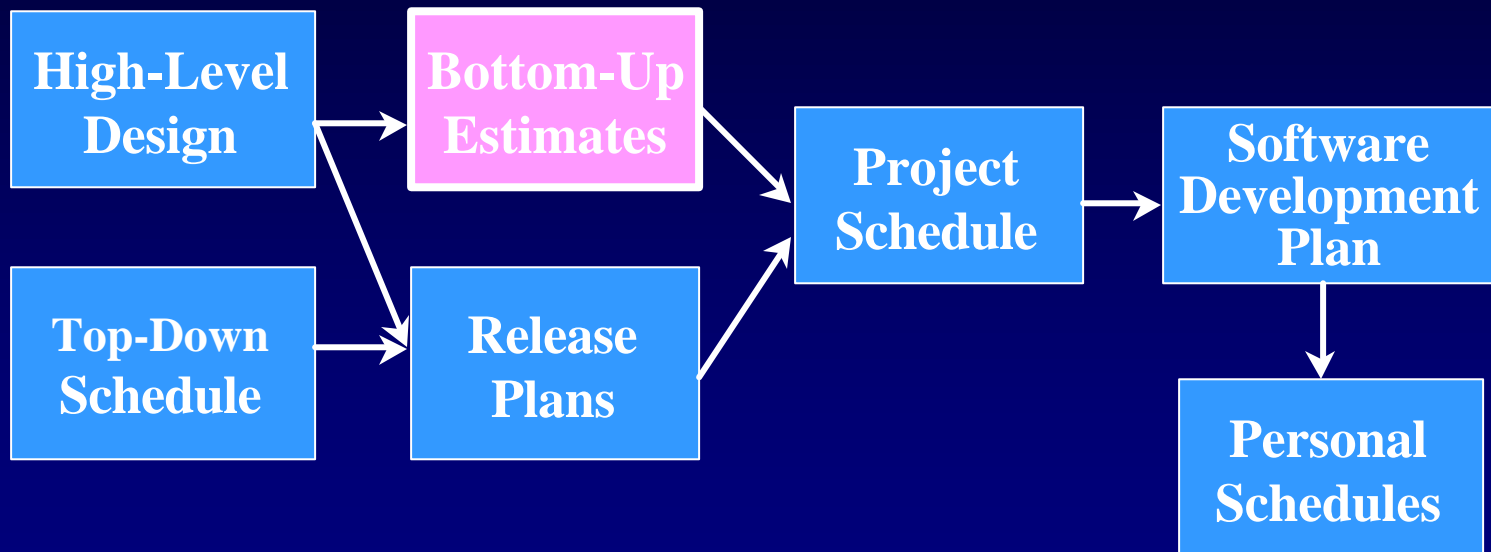 High-Level
Design
Bottom-Up
Estimates
Project
Schedule
Software
Development
Plan
Top-Down
Schedule
Release
Plans
Personal
Schedules